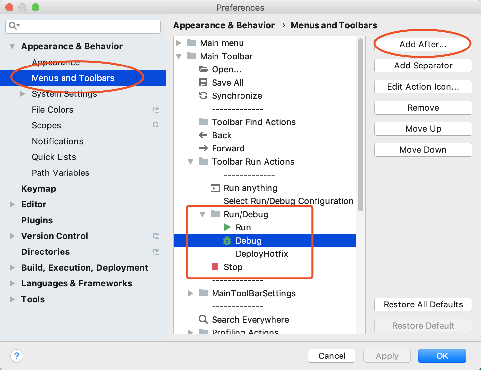 Preferences
Appearance & Behavior › Menus and Toolbars
Appearance & Behavior
Appearance
Menus and Toolbars
System Settings
File Colors
Scopes
Notifications
Quick Lists
Path Variables
Keymap
Editor
Plugins
Version Control
Directories
Build, Execution, Deployment
Languages & Frameworks
Tools
Main menu
Main Toolbar
Open...
Save All
Synchronize
-------------
Toolbar Find Actions
Back
Forward
Toolbar Run Actions
-------------
Run anything
Select Run/Debug Configuration
Run/Debug
Run
Debug
DeployHotfix
Stop
-------------
MainToolBarSettings
-------------
Search Everywhere
Profiling Actions
Add After...
Add Separator
Edit Action Icon...
Remove
Move Up
Move Down
Restore All Defaults
Restore Default
?
Cancel
Apply
OK